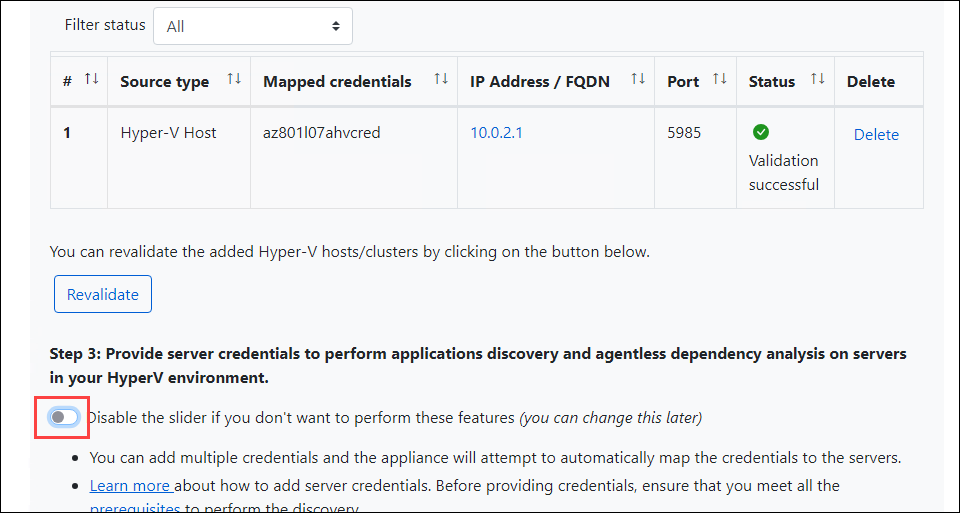 Filter status All
# Source type Mapped credentials IP Address / FQDN Port Status Delete
1 Hyper-V Host az801l07ahvcred 10.0.2.1 5985 Delete
Validation
successful
You can revalidate the added Hyper-V hosts/clusters by clicking on the button below.
Revalidate
Step 3: Provide server credentials to perform applications discovery and agentless dependency analysis on servers
in your HyperV environment.
Disable the slider if you don't want to perform these features (you can change this later)
• You can add multiple credentials and the appliance will attempt to automatically map the credentials to the servers.
• Learn more about how to add server credentials. Before providing credentials, ensure that you meet all the
prerequisites to perform the discovery.